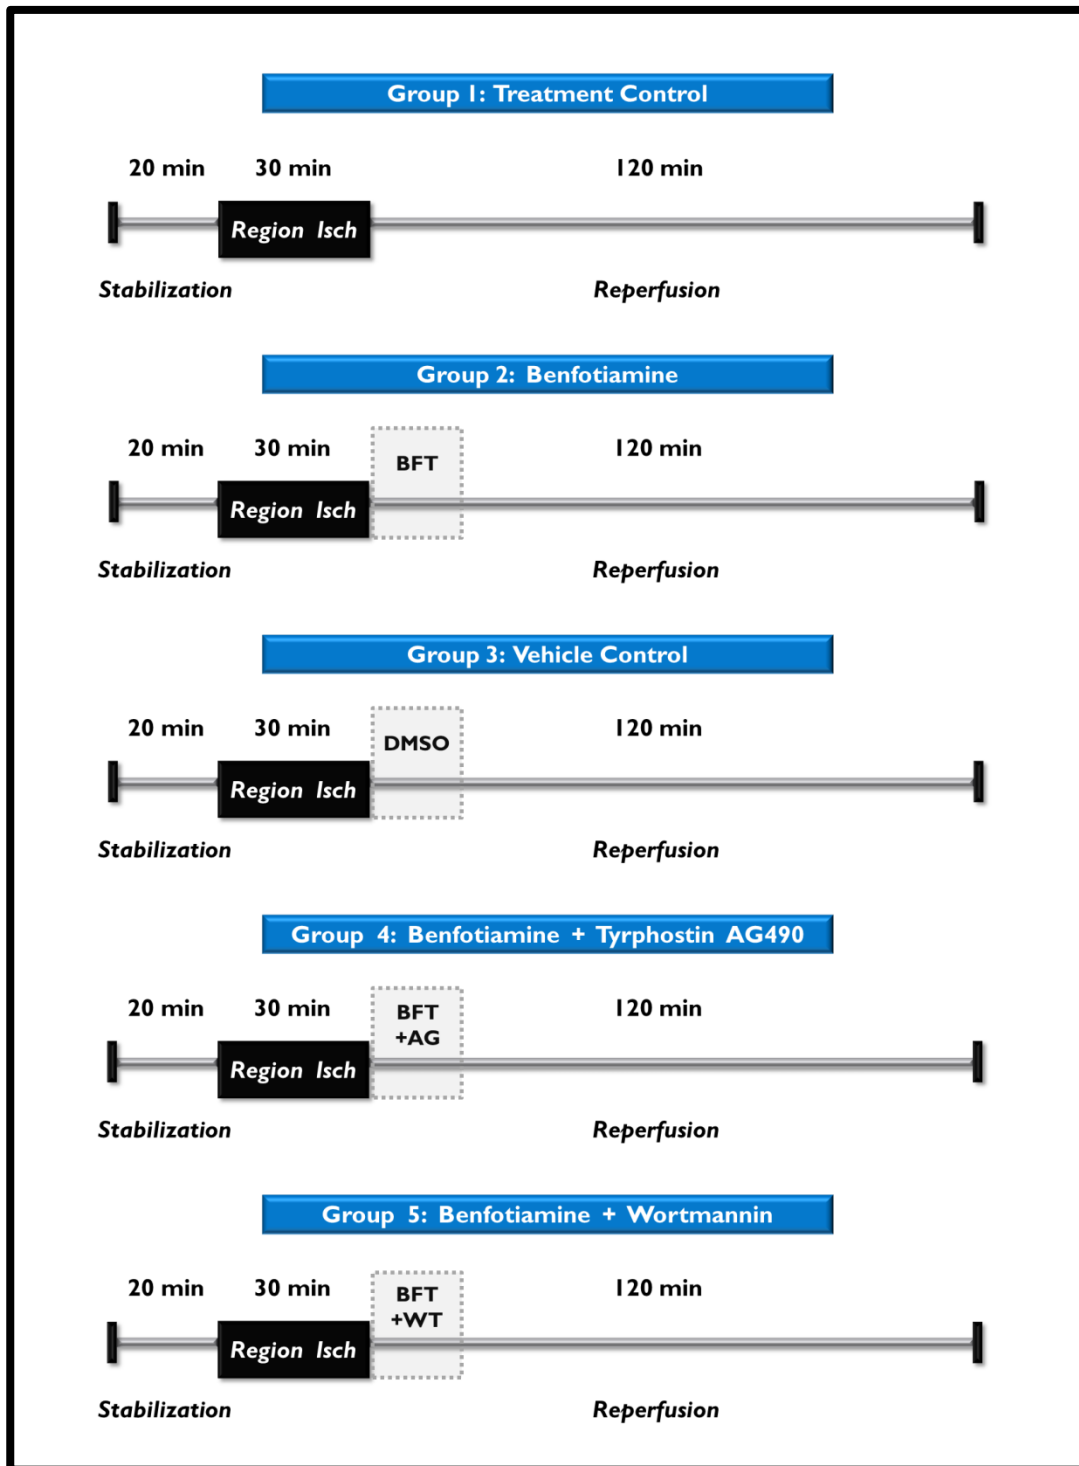 Group 1: Treatment Control
20 min 30 min 120 min
Region Isch
Stabilization Reperfusion
Group 2: Benfotiamine
20 min 30 min 120 min
BFT
Region Isch
Stabilization Reperfusion
Group 3: Vehicle Control
20 min 30 min 120 min
DMSO
Region Isch
Stabilization Reperfusion
Group 4: Benfotiamine + Tyrphostin AG490
20 min 30 min 120 min
BFT
+AG
Region Isch
Stabilization Reperfusion
Group 5: Benfotiamine + Wortmannin
20 min 30 min 120 min
BFT
+WT
Region Isch
Stabilization Reperfusion